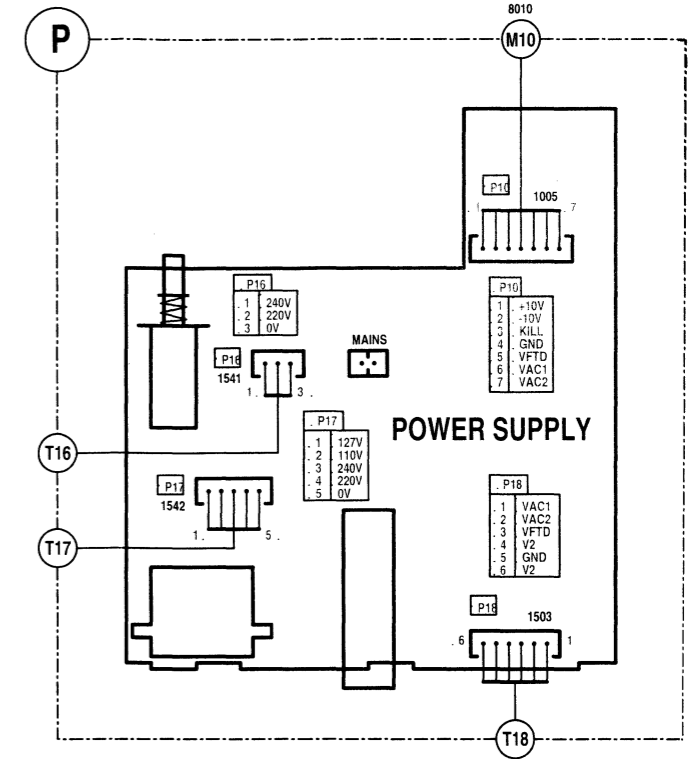 8010
P
M10
P10
1005
. 7
. P16
. 1 . 240V
. 2 . 220V
. 3 0V
. P10
1 . +10V
2 . -10V
3 . KILL
4 . GND
5 VFTD
6 . VAC1
7 VAC2
MAINS
P16
1541
1. 3 .
. P17
. 1 127V
. 2 110V
. 3 240V
. 4 220V
. 5 0V
POWER SUPPLY
T16
P17
1542
1. 5 .
. P18
. 1 VAC1
. 2 VAC2
. 3 VFTD
. 4 V2
. 5 GND
. 6 V2
T17
P18
1503
. 6 1
T18